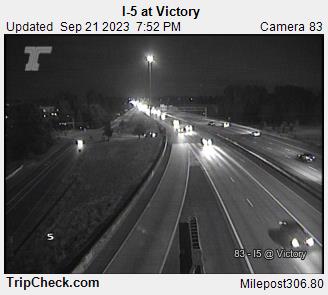 I-5 at Victory
Updated Sep 21 2023 7:52 PM
Camera 83
T
S
83 - I5 @ Victory
TripCheck.com
Milepost306.80